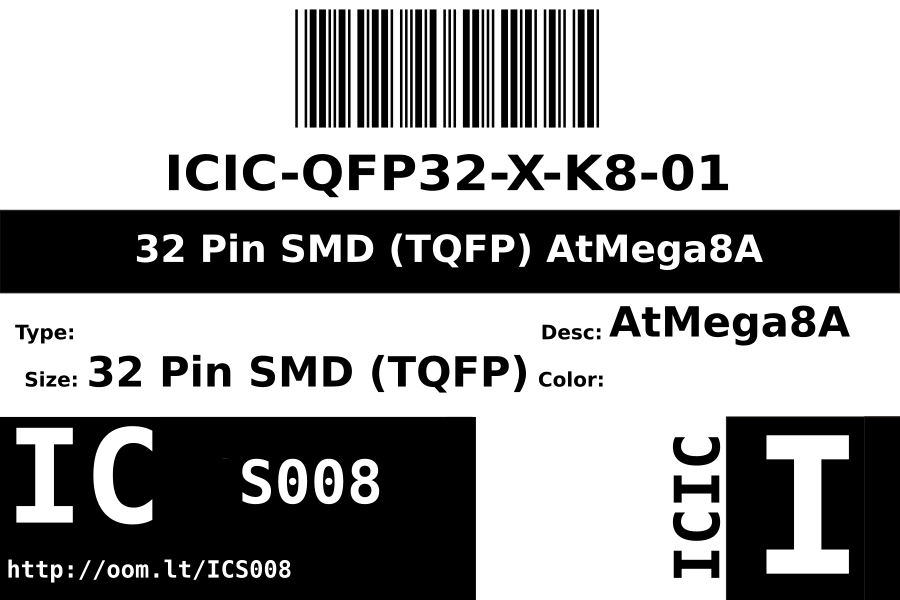 ICIC-QFP32-X-K8-01
32 Pin SMD (TQFP) AtMega8A
Type:
Desc: AtMega8A
Size: 32 Pin SMD (TQFP)
Color:
IC
S008
http://oom.lt/ICS008
ICIC
I